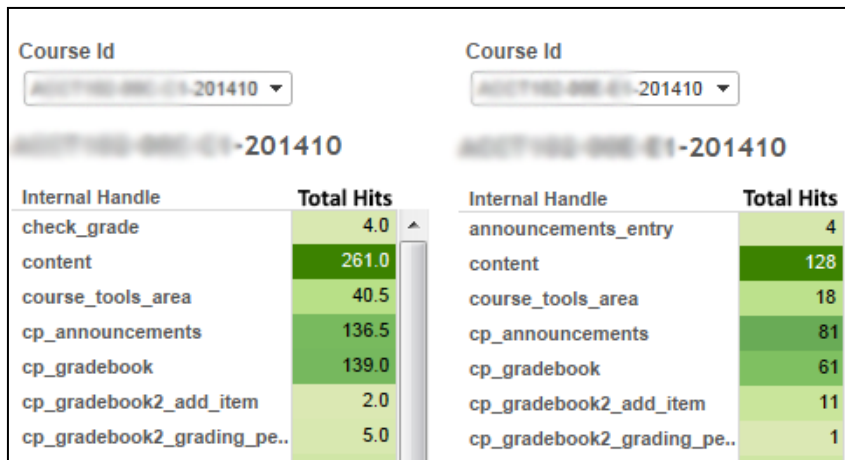 Course Id
-201410
-201410
Internal Handle Total Hits
check_grade 4.0
content 261.0
course_tools_area 40.5
cp_announcements 136.5
cp_gradebook 139.0
cp_gradebook2_add_item 2.0
cp_gradebook2_grading_pe.. 5.0
Course Id
-201410
-201410
Internal Handle Total Hits
announcements_entry 4
content 128
course_tools_area 18
cp_announcements 81
cp_gradebook 61
cp_gradebook2_add_item 11
cp_gradebook2_grading_pe.. 1